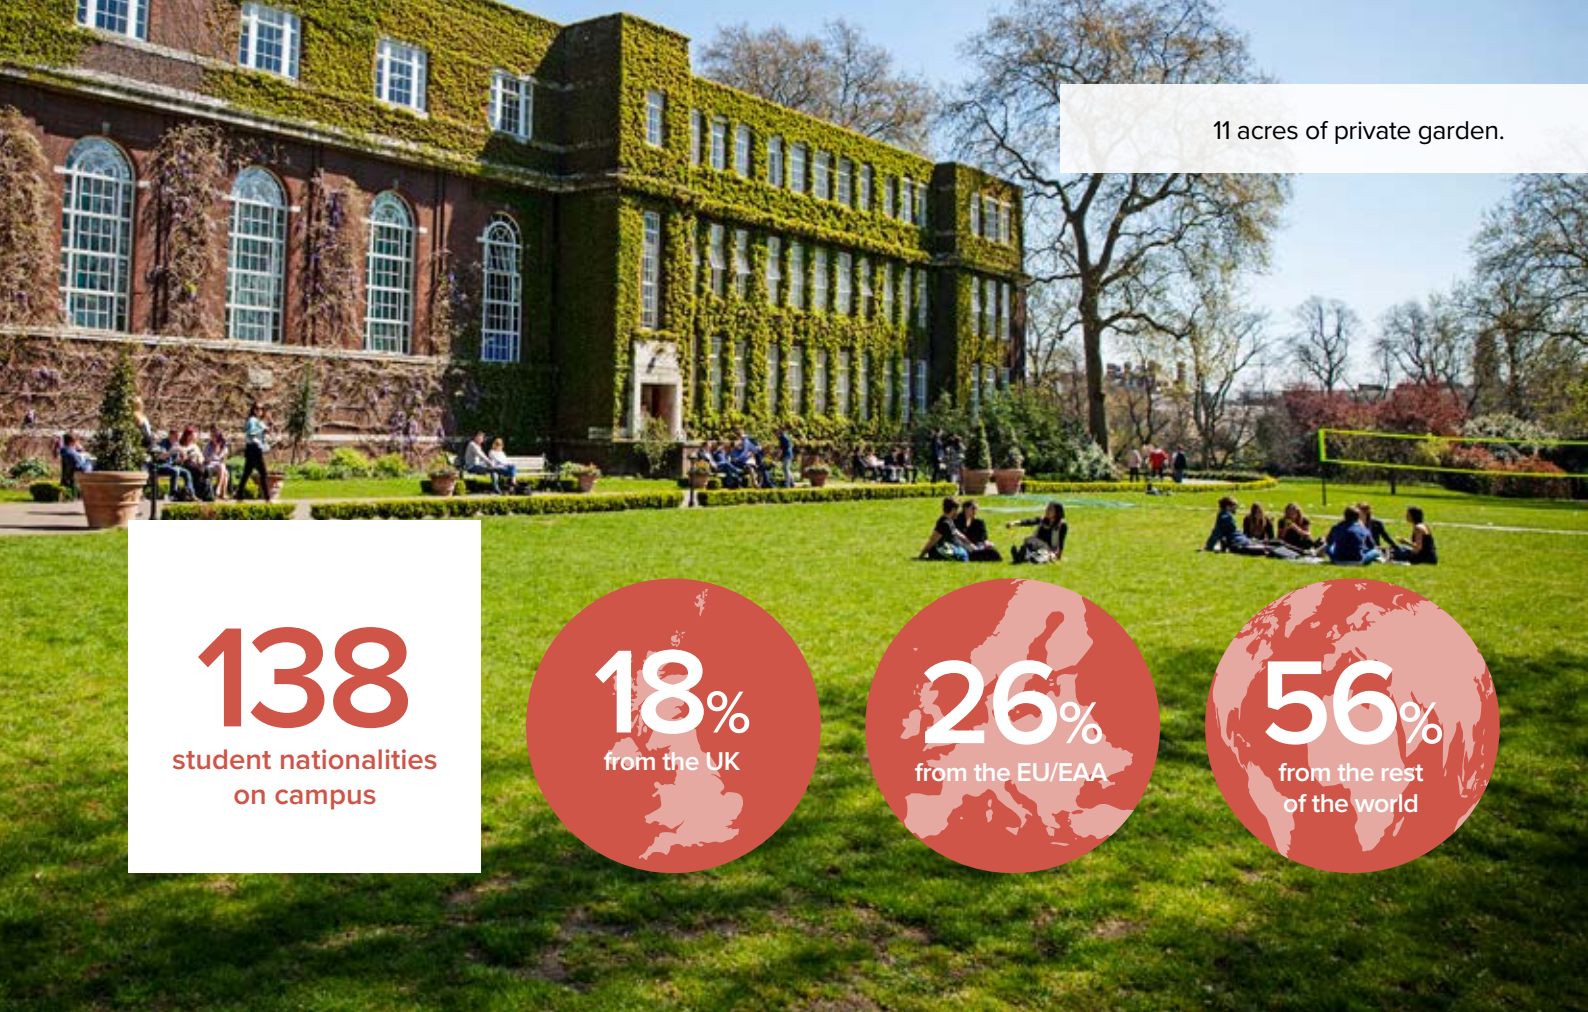 11 acres of private garden.
138
student nationalities
on campus
18%
from the UK
26%
from the EU/EAA
56%
from the rest
of the world